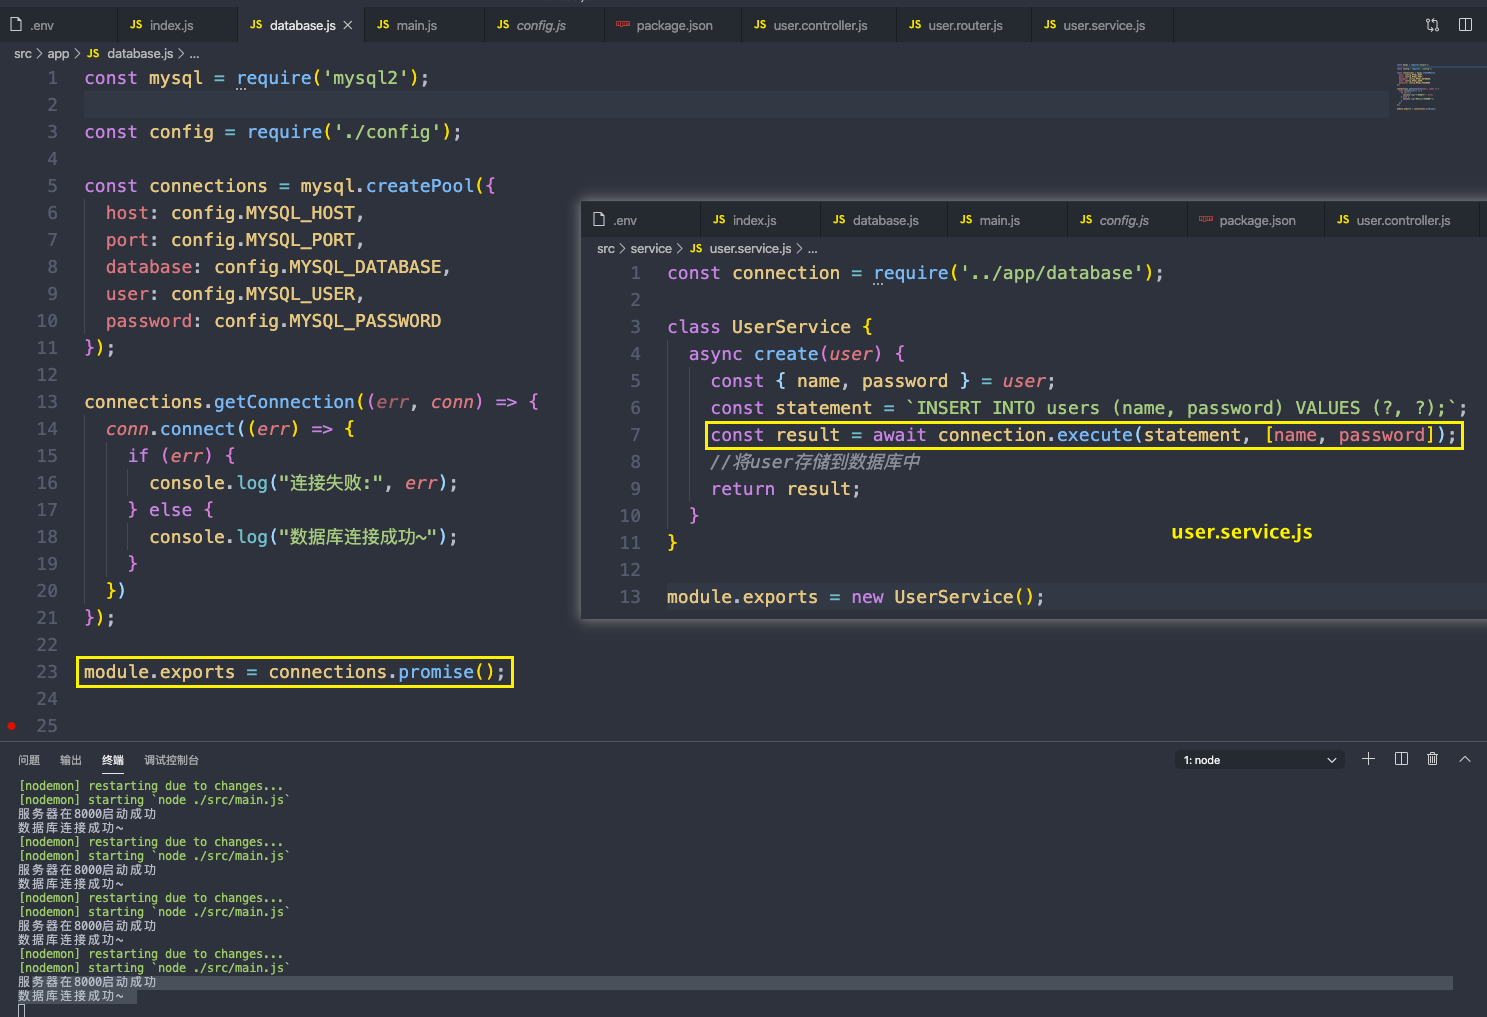 .env
JS index.js
JS database.js
JS main.js
JS config.js
package.json
JS user.controller.js
JS user.router.js
JS user.service.js
src > app > JS database.js > ...
1 const mysql = require('mysql2');
2
3 const config = require('./config');
4
5 const connections = mysql.createPool({
6 host: config.MYSQL_HOST,
7 port: config.MYSQL_PORT,
8 database: config.MYSQL_DATABASE,
9 user: config.MYSQL_USER,
10 password: config.MYSQL_PASSWORD
11 });
12
13 connections.getConnection((err, conn) => {
14 conn.connect((err) => {
15 if (err) {
16 console.log("连接失败:", err);
17 } else {
18 console.log("数据库连接成功~");
19 }
20 })
21 });
22
23 module.exports = connections.promise();
24
25
.env
JS index.js
JS database.js
JS main.js
JS config.js
package.json
JS user.controller.js
src > service > JS user.service.js > ...
1 const connection = require('../app/database');
2
3 class UserService {
4 async create(user) {
5 const { name, password } = user;
6 const statement = `INSERT INTO users (name, password) VALUES (?, ?);`;
7 const result = await connection.execute(statement, [name, password]);
8 //将user存储到数据库中
9 return result;
10 }
11 }
12
13 module.exports = new UserService();
user.service.js
问题 输出 终端 调试控制台
1: node
[nodemon] restarting due to changes...
[nodemon] starting `node ./src/main.js`
服务器在8000启动成功
数据库连接成功~
[nodemon] restarting due to changes...
[nodemon] starting `node ./src/main.js`
服务器在8000启动成功
数据库连接成功~
[nodemon] restarting due to changes...
[nodemon] starting `node ./src/main.js`
服务器在8000启动成功
数据库连接成功~
[nodemon] restarting due to changes...
[nodemon] starting `node ./src/main.js`
服务器在8000启动成功
数据库连接成功~